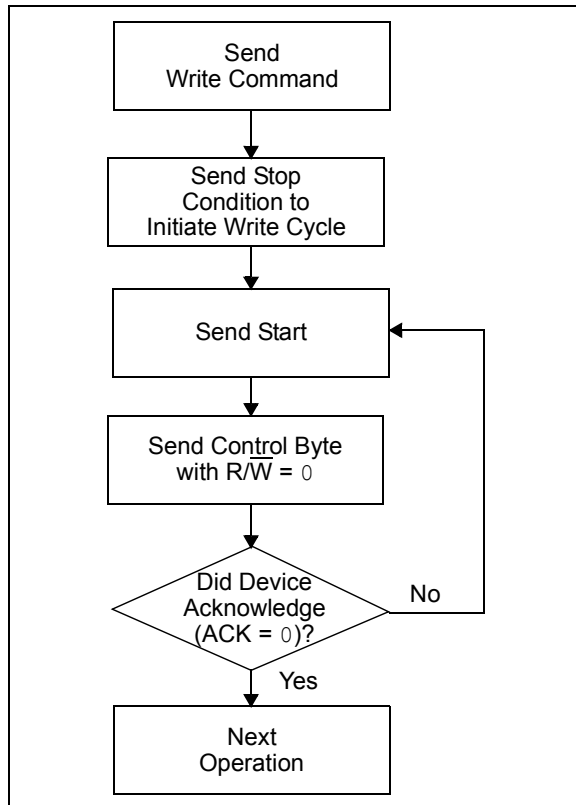 Send
Write Command
Send Stop
Condition to
Initiate Write Cycle
Send Start
Send Control Byte
with R/W̅ = 0
Did Device
Acknowledge
(ACK = 0)?
No
Yes
Next
Operation